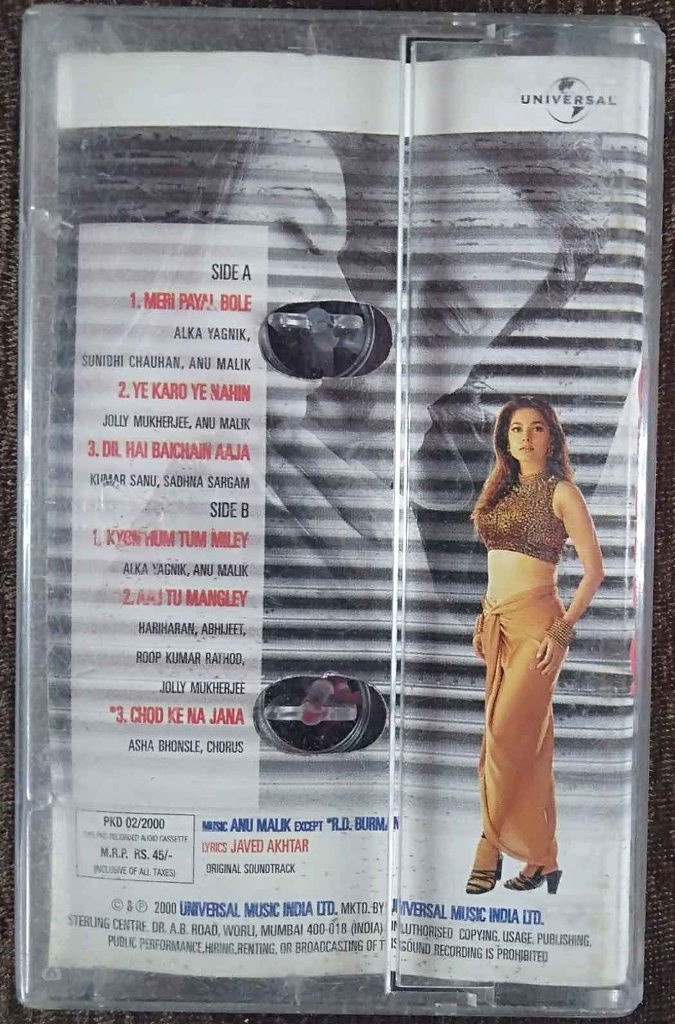 UNIVERSAL
SIDE A
1. MERI PAYAL BOLE
ALKA YAGNIK,
SUNIDHI CHAUHAN, ANU MALIK
2. YE KARO YE NAHIN
JOLLY MUKHERJEE, ANU MALIK
3. DIL HAI BAICHAIN AAJA
KUMAR SANU, SADHNA SARGAM
SIDE B
1. KYON HUM TUM MILEY
ALKA YAGNIK, ANU MALIK
2. AAJ TU MANGLEY
HARIHARAN, ABHIJEET,
ROOP KUMAR RATHOD,
JOLLY MUKHERJEE
*3. CHOD KE NA JANA
ASHA BHONSLE, CHORUS
PKD 02/2000
PRE-RECORDED AUDIO CASSETTE
M.R.P. RS. 45/-
(INCLUSIVE OF ALL TAXES)
MUSIC ANU MALIK EXCEPT *R.D. BURMAN
LYRICS JAVED AKHTAR
ORIGINAL SOUNDTRACK
© & ℗ 2000 UNIVERSAL MUSIC INDIA LTD. MKTD. BY UNIVERSAL MUSIC INDIA LTD.
STERLING CENTRE, DR. A.B. ROAD, WORLI, MUMBAI 400-018 (INDIA) UNAUTHORISED COPYING, USAGE, PUBLISHING,
PUBLIC PERFORMANCE,HIRING,RENTING, OR BROADCASTING OF THIS SOUND RECORDING IS PROHIBITED